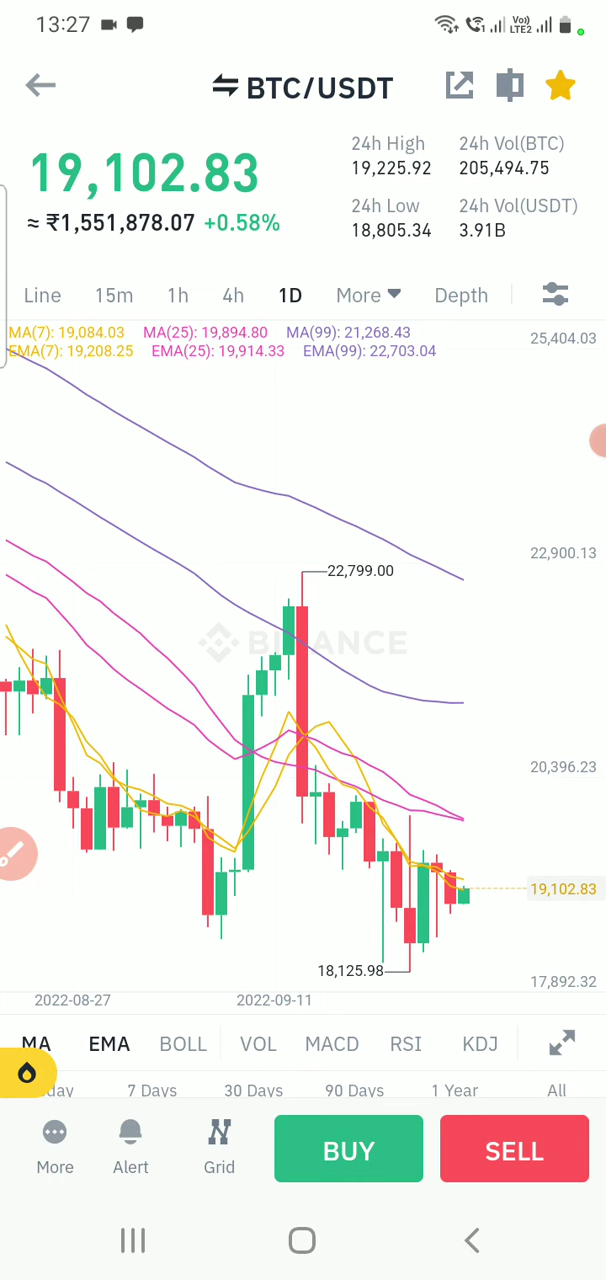 13:27 Vo)) LTE2
BTC/USDT
19,102.83
≈ ₹1,551,878.07 +0.58%
24h High 24h Vol(BTC)
19,225.92 205,494.75
24h Low 24h Vol(USDT)
18,805.34 3.91B
Line 15m 1h 4h 1D More Depth
MA(7): 19,084.03 MA(25): 19,894.80 MA(99): 21,268.43
EMA(7): 19,208.25 EMA(25): 19,914.33 EMA(99): 22,703.04
25,404.03
22,900.13
22,799.00
BINANCE
20,396.23
19,102.83
18,125.98
17,892.32
2022-08-27 2022-09-11
MA EMA BOLL VOL MACD RSI KDJ
day 7 Days 30 Days 90 Days 1 Year All
More Alert Grid BUY SELL